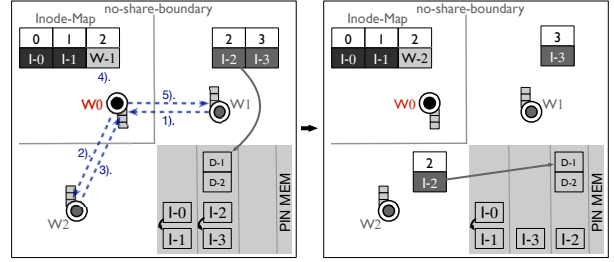 no-share-boundary
Inode-Map
0 1 2
I-0 I-1 W-1
2 3
I-2 I-3
4).
W0
5).
1).
W1
2).
3).
W2
D-1
D-2
I-0 I-2
I-1 I-3
PIN MEM
no-share-boundary
Inode-Map
0 1 2
I-0 I-1 W-2
3
I-3
W0
W1
2
I-2
W2
D-1
D-2
I-0
I-1 I-3 I-2
PIN MEM